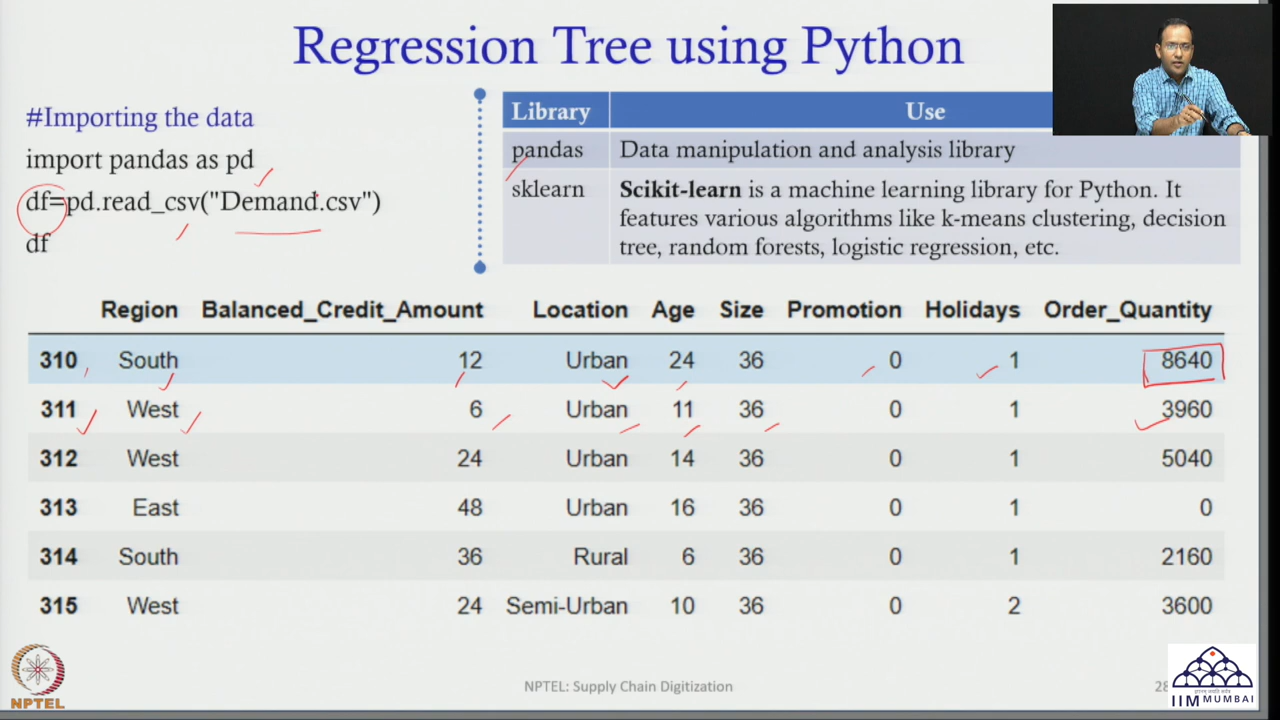 Regression Tree using Python
#Importing the data
import pandas as pd
df=pd.read_csv("Demand.csv")
df
Library Use
pandas Data manipulation and analysis library
sklearn Scikit-learn is a machine learning library for Python. It
features various algorithms like k-means clustering, decision
tree, random forests, logistic regression, etc.
Region Balanced_Credit_Amount Location Age Size Promotion Holidays Order_Quantity
310 South 12 Urban 24 36 0 1 8640
311 West 6 Urban 11 36 0 1 3960
312 West 24 Urban 14 36 0 1 5040
313 East 48 Urban 16 36 0 1 0
314 South 36 Rural 6 36 0 1 2160
315 West 24 Semi-Urban 10 36 0 2 3600
NPTEL
NPTEL: Supply Chain Digitization
28
IIM MUMBAI